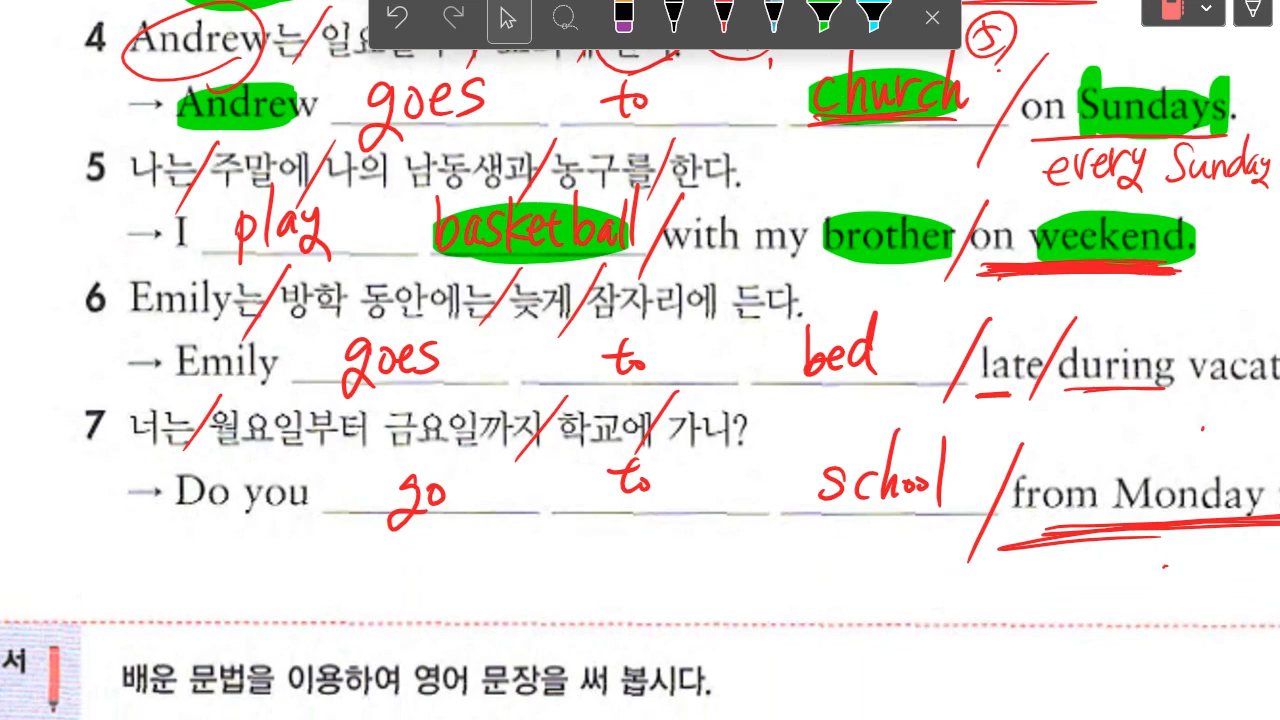 4 Andrew는 / 일요일
⑤
→ Andrew goes to church / on Sundays.
every Sunday
5 나는 / 주말에 / 나의 남동생과 / 농구를 / 한다.
→ I play basketball / with my brother / on weekend.
6 Emily는 / 방학 동안에는 / 늦게 / 잠자리에 든다.
→ Emily goes to bed / late / during vacat
7 너는 / 월요일부터 금요일까지 / 학교에 / 가니?
→ Do you go to school / from Monday
서
배운 문법을 이용하여 영어 문장을 써 봅시다.